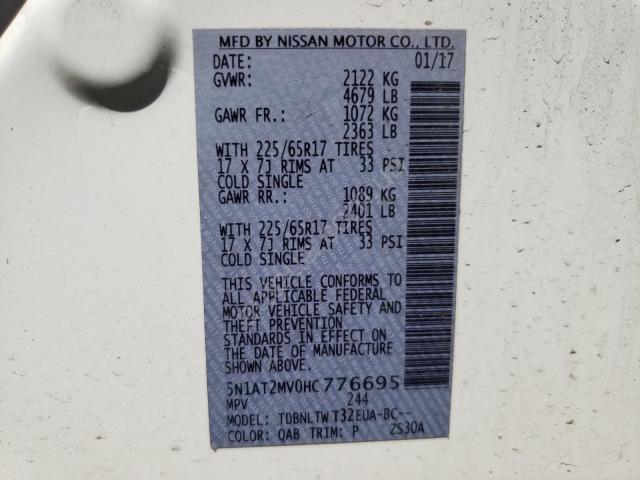 MFD BY NISSAN MOTOR CO., LTD.
DATE: 01/17
GVWR: 2122 KG
4679 LB
GAWR FR.: 1072 KG
2363 LB
WITH 225/65R17 TIRES
17 X 7J RIMS AT 33 PSI
COLD SINGLE
GAWR RR.: 1089 KG
2401 LB
WITH 225/65R17 TIRES
17 X 7J RIMS AT 33 PSI
COLD SINGLE
THIS VEHICLE CONFORMS TO
ALL APPLICABLE FEDERAL
MOTOR VEHICLE SAFETY AND
THEFT PREVENTION
STANDARDS IN EFFECT
ON THE DATE OF MANUFACTURE
SHOWN ABOVE.
5N1AT2MV0HC776695
MPV 244
MODEL: TDBNLTW T32EUA-BC--
COLOR: QAB TRIM: P ZS30A